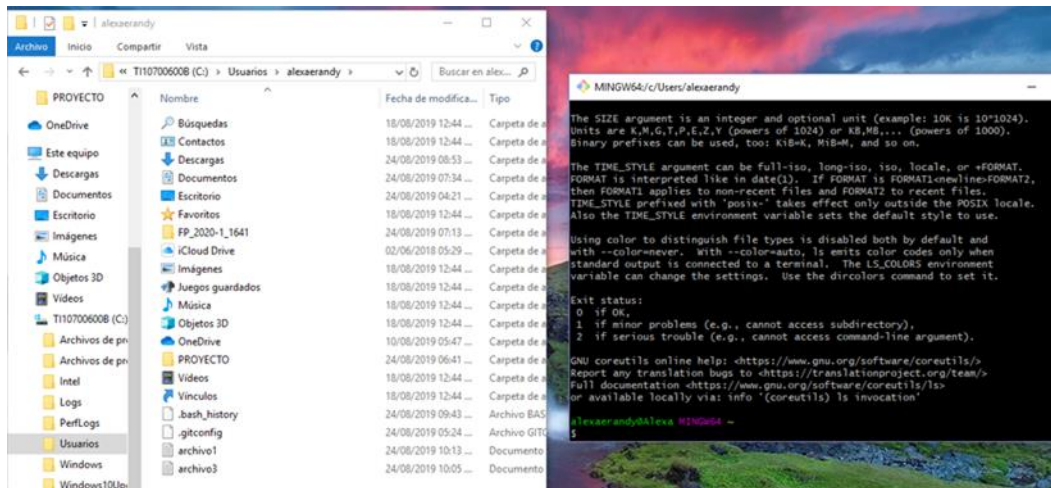 alexaerandy
Archivo Inicio Compartir Vista
« TI10700600B (C:) > Usuarios > alexaerandy > Buscar en alex...
PROYECTO
OneDrive
Este equipo
Descargas
Documentos
Escritorio
Imágenes
Música
Objetos 3D
Vídeos
TI10700600B (C:)
Archivos de pr
Archivos de pr
Intel
Logs
PerfLogs
Usuarios
Windows
Windows10Up
Nombre Fecha de modifica... Tipo
Búsquedas 18/08/2019 12:44 ... Carpeta de a
Contactos 18/08/2019 12:44 ... Carpeta de a
Descargas 24/08/2019 08:53 ... Carpeta de a
Documentos 24/08/2019 07:34 ... Carpeta de a
Escritorio 24/08/2019 04:21 ... Carpeta de a
Favoritos 18/08/2019 12:44 ... Carpeta de a
FP_2020-1_1641 24/08/2019 07:13 ... Carpeta de a
iCloud Drive 02/06/2018 05:29 ... Carpeta de a
Imágenes 18/08/2019 12:44 ... Carpeta de a
Juegos guardados 18/08/2019 12:44 ... Carpeta de a
Música 18/08/2019 12:44 ... Carpeta de a
Objetos 3D 18/08/2019 12:44 ... Carpeta de a
OneDrive 10/08/2019 05:47 ... Carpeta de a
PROYECTO 24/08/2019 06:41 ... Carpeta de a
Vídeos 18/08/2019 12:44 ... Carpeta de a
Vínculos 18/08/2019 12:44 ... Carpeta de a
.bash_history 24/08/2019 09:43 ... Archivo BAS
.gitconfig 24/08/2019 05:24 ... Archivo GITC
archivo1 24/08/2019 10:13 ... Documento
archivo3 24/08/2019 10:05 ... Documento
MINGW64:/c/Users/alexaerandy
The SIZE argument is an integer and optional unit (example: 10K is 10*1024).
Units are K,M,G,T,P,E,Z,Y (powers of 1024) or KB,MB,... (powers of 1000).
Binary prefixes can be used, too: KiB=K, MiB=M, and so on.
The TIME_STYLE argument can be full-iso, long-iso, iso, locale, or +FORMAT.
FORMAT is interpreted like in date(1). If FORMAT is FORMAT1<newline>FORMAT2,
then FORMAT1 applies to non-recent files and FORMAT2 to recent files.
TIME_STYLE prefixed with 'posix-' takes effect only outside the POSIX locale.
Also the TIME_STYLE environment variable sets the default style to use.
Using color to distinguish file types is disabled both by default and
with --color=never. With --color=auto, ls emits color codes only when
standard output is connected to a terminal. The LS_COLORS environment
variable can change the settings. Use the dircolors command to set it.
Exit status:
0 if OK,
1 if minor problems (e.g., cannot access subdirectory),
2 if serious trouble (e.g., cannot access command-line argument).
GNU coreutils online help: <https://www.gnu.org/software/coreutils/>
Report any translation bugs to <https://translationproject.org/team/>
Full documentation <https://www.gnu.org/software/coreutils/ls>
or available locally via: info '(coreutils) ls invocation'
alexaerandy@Alexa MINGW64 ~
$